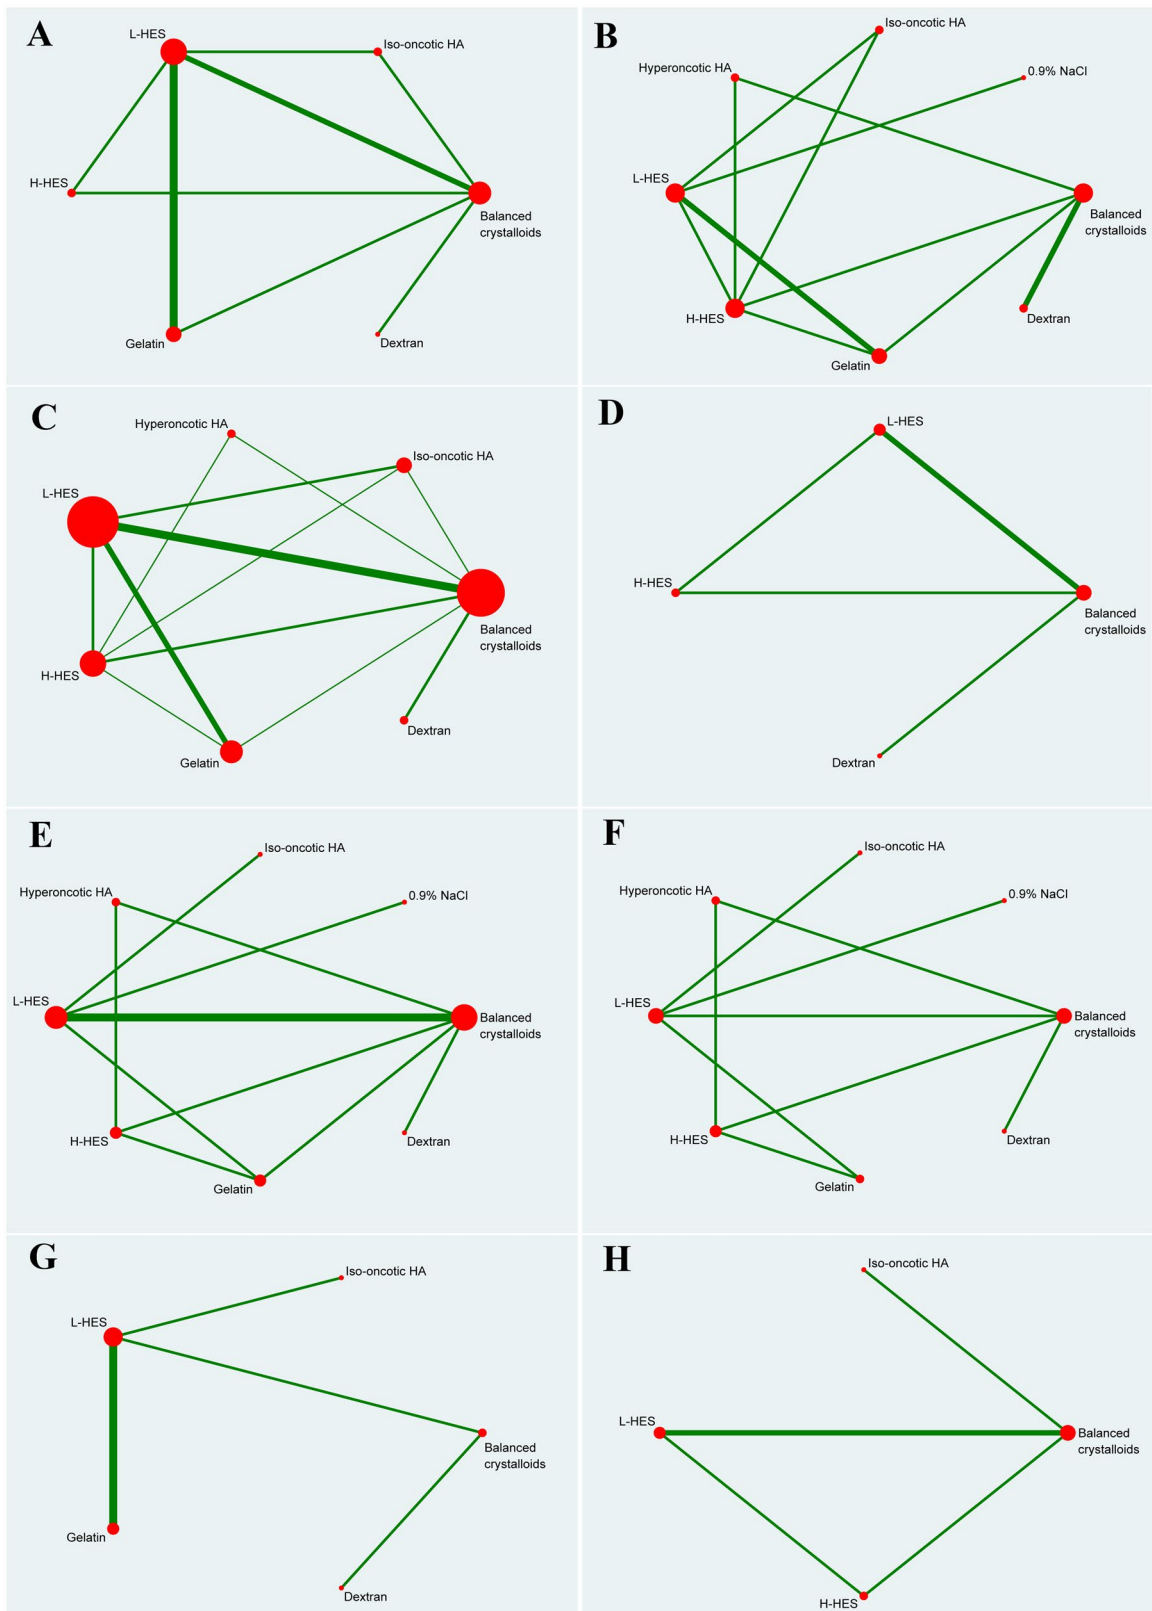 A
L-HES
Iso-oncotic HA
H-HES
Balanced
crystalloids
Gelatin
Dextran
B
Iso-oncotic HA
Hyperoncotic HA
0.9% NaCl
L-HES
Balanced
crystalloids
H-HES
Dextran
Gelatin
C
Hyperoncotic HA
Iso-oncotic HA
L-HES
Balanced
crystalloids
H-HES
Dextran
Gelatin
D
L-HES
H-HES
Balanced
crystalloids
Dextran
E
Iso-oncotic HA
Hyperoncotic HA
0.9% NaCl
L-HES
Balanced
crystalloids
H-HES
Dextran
Gelatin
F
Iso-oncotic HA
Hyperoncotic HA
0.9% NaCl
L-HES
Balanced
crystalloids
H-HES
Dextran
Gelatin
G
Iso-oncotic HA
L-HES
Balanced
crystalloids
Gelatin
Dextran
H
Iso-oncotic HA
L-HES
Balanced
crystalloids
H-HES